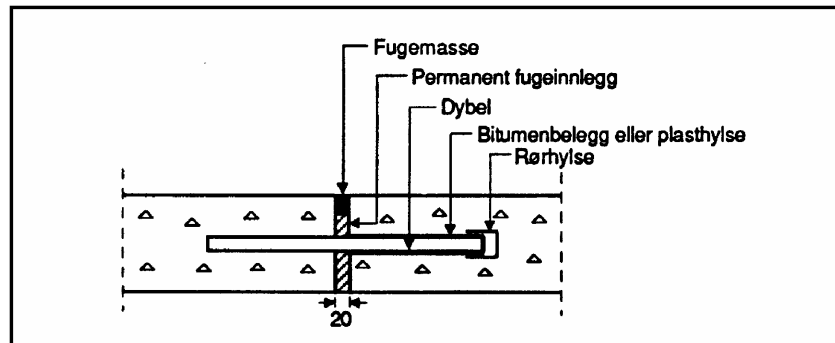 Fugemasse
Permanent fugeinnlegg
Dybel
Bitumenbelegg eller plasthylse
Rørhylse
20